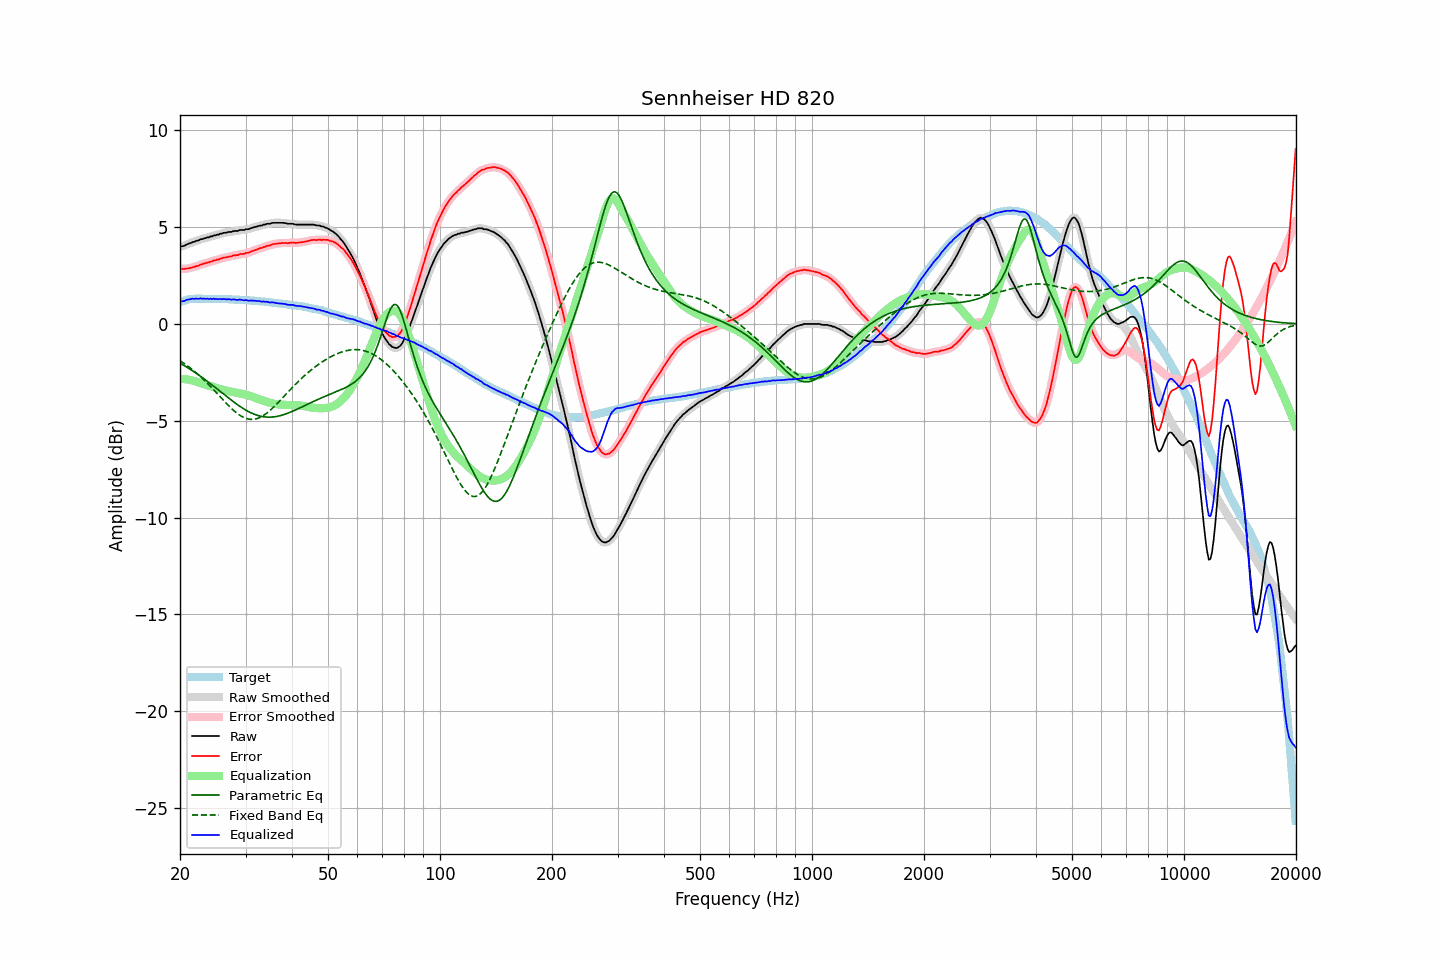 Sennheiser HD 820
Amplitude (dBr)
10
5
0
−5
−10
−15
−20
−25
Target
Raw Smoothed
Error Smoothed
Raw
Error
Equalization
Parametric Eq
Fixed Band Eq
Equalized
20 50 100 200 500 1000 2000 5000 10000 20000
Frequency (Hz)